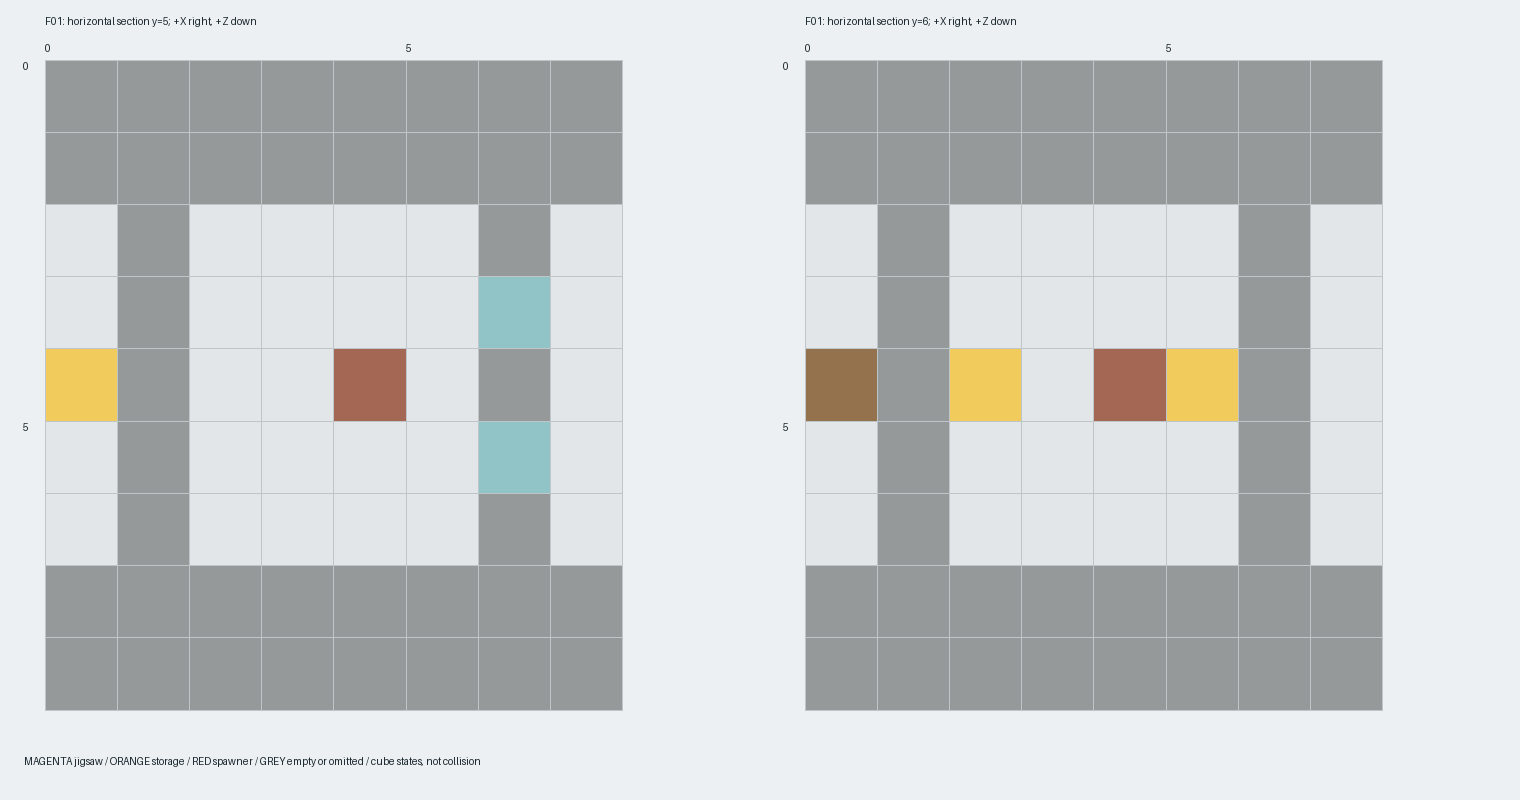 F01: horizontal section y=5; +X right, +Z down
F01: horizontal section y=6; +X right, +Z down
0 5
0 5
0
0
5
5
MAGENTA jigsaw / ORANGE storage / RED spawner / GREY empty or omitted / cube states, not collision